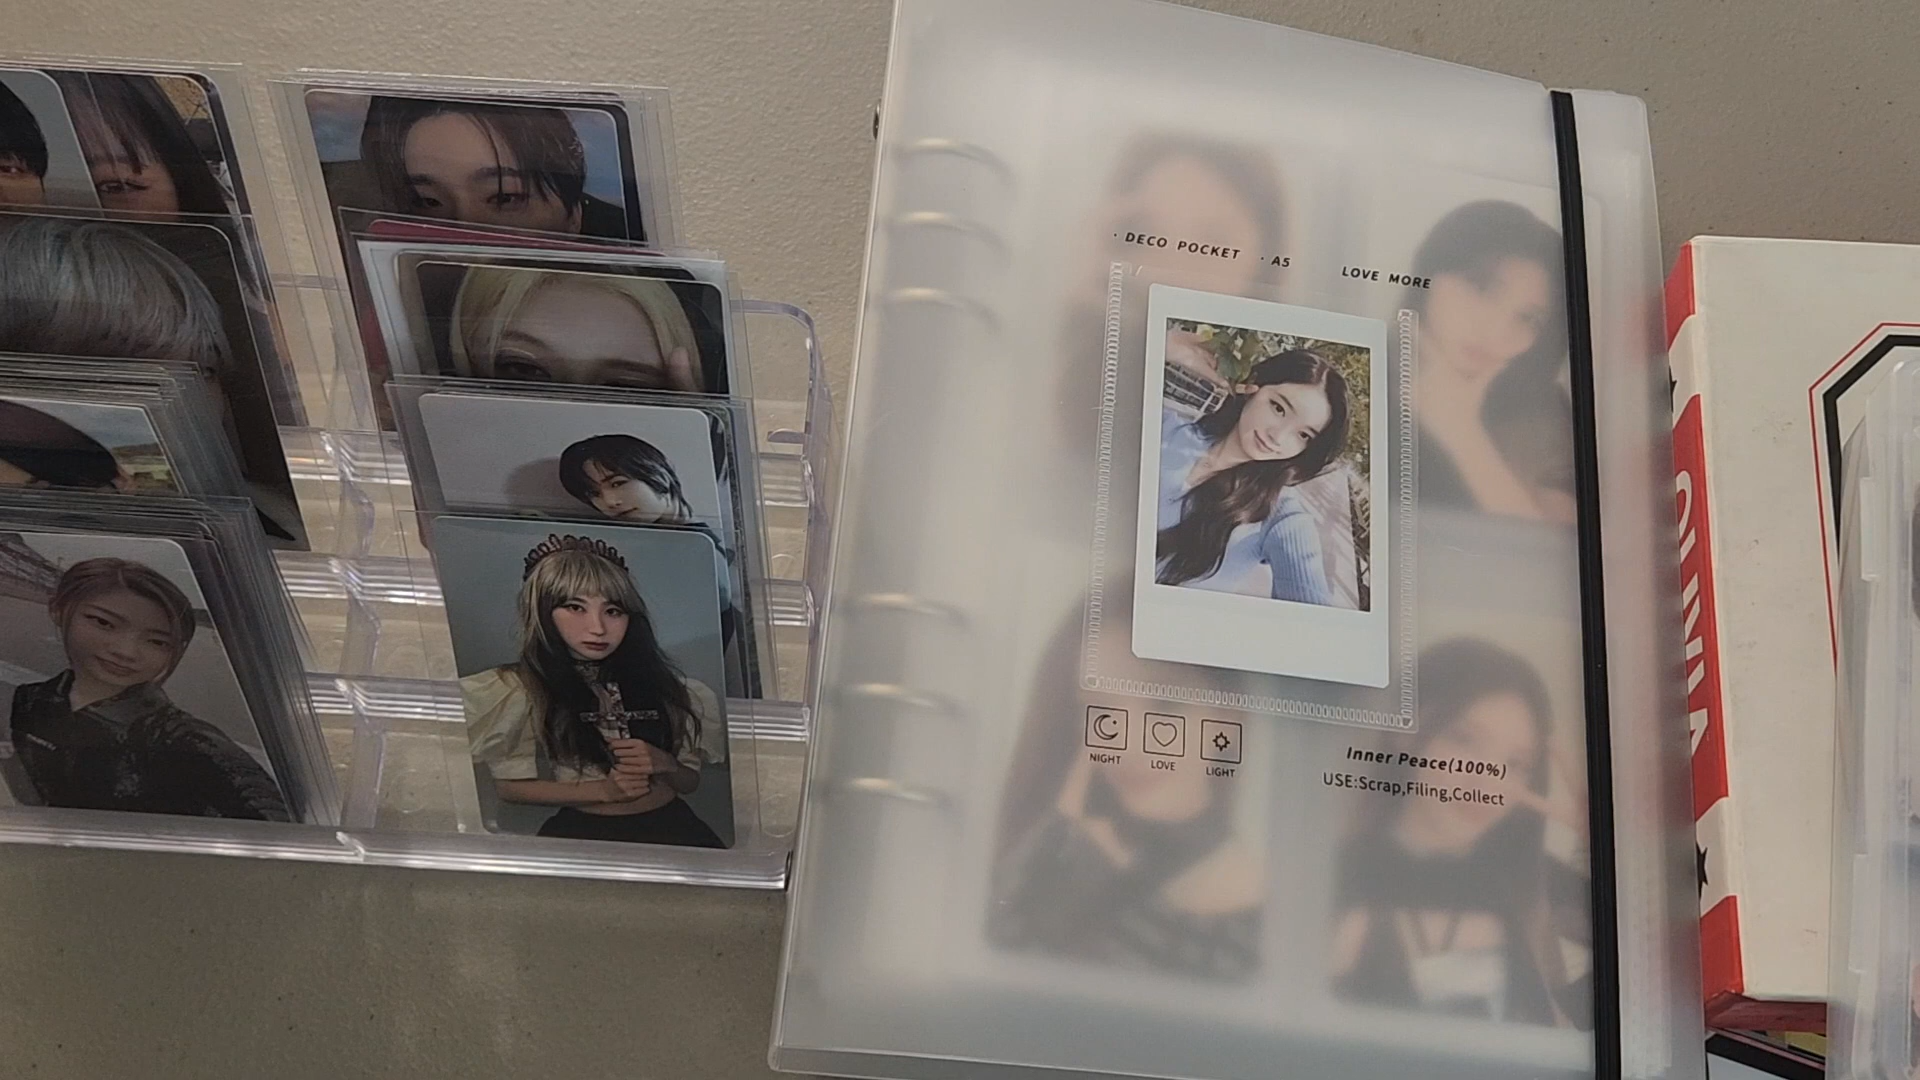 · DECO POCKET · A5
LOVE MORE
NIGHT
LOVE
LIGHT
Inner Peace(100%)
USE:Scrap,Filing,Collect